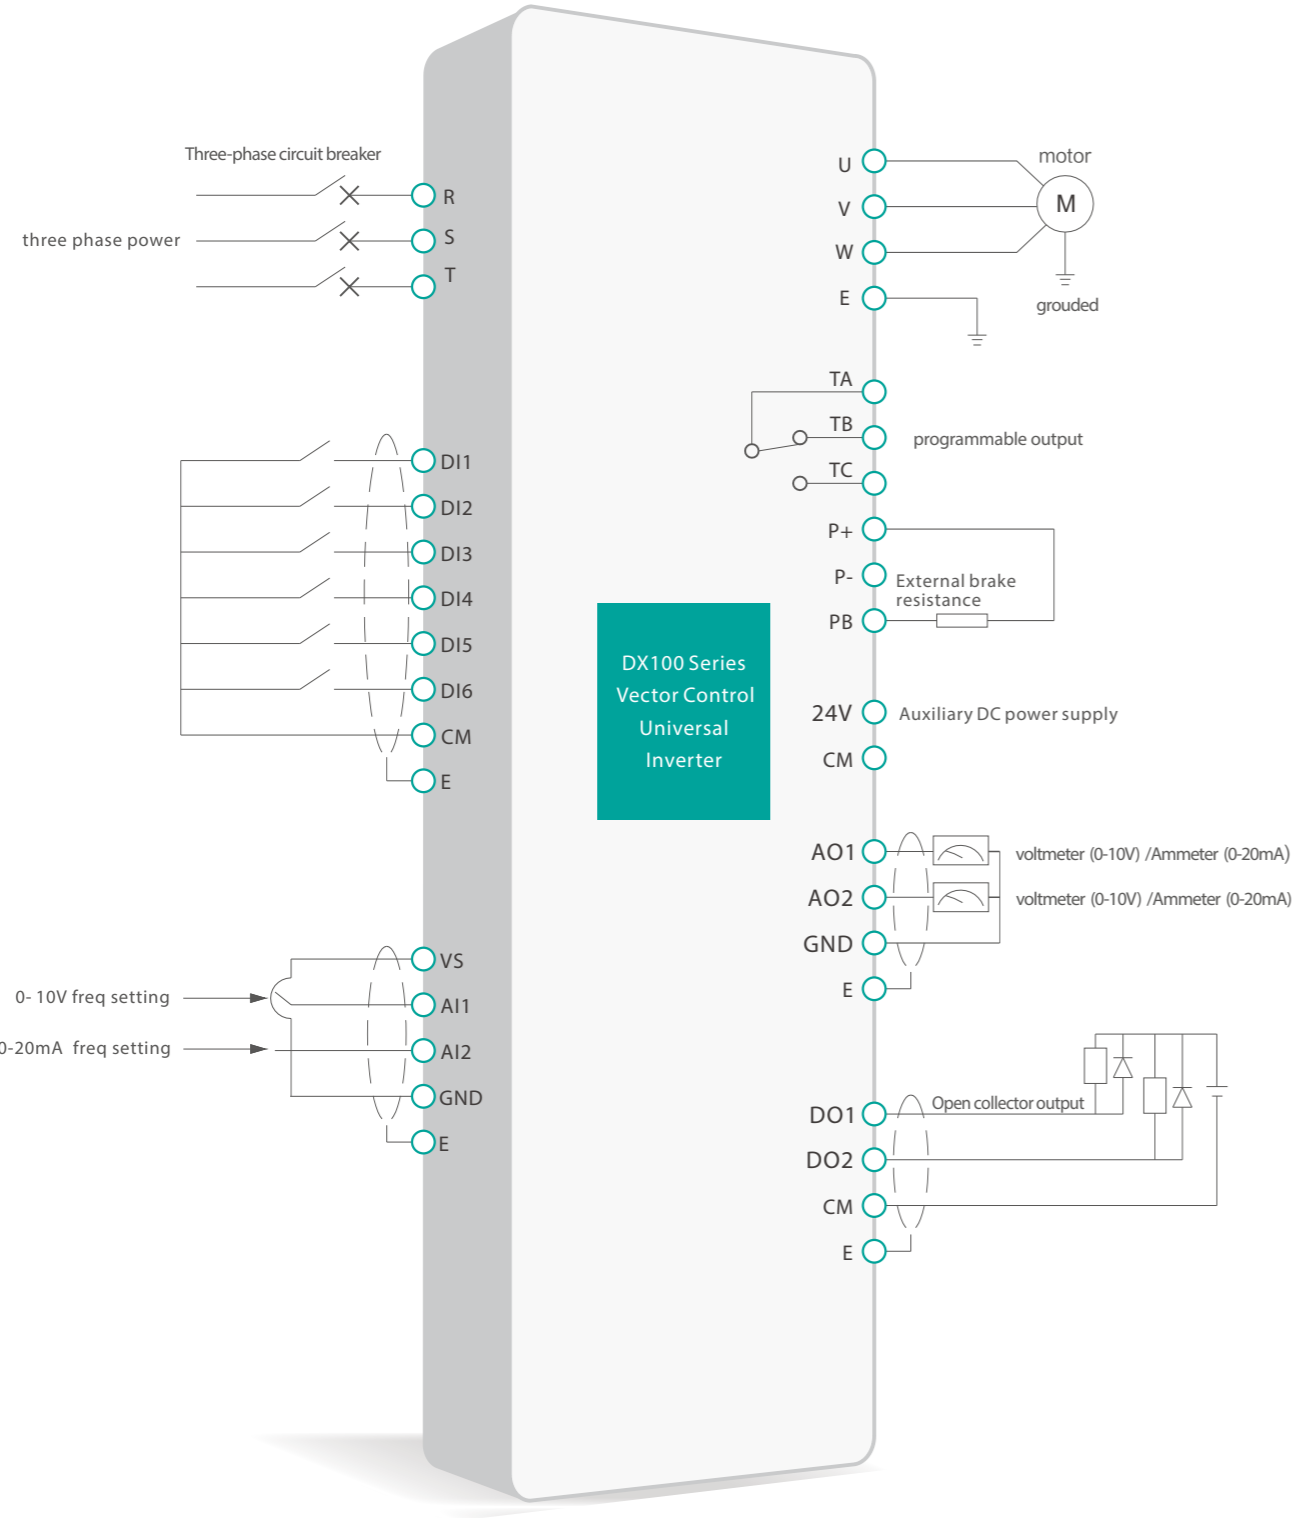 Three-phase circuit breaker
R
three phase power
S
T
DI1
DI2
DI3
DI4
DI5
DI6
CM
E
VS
0- 10V freq setting
AI1
0-20mA freq setting
AI2
GND
E
DX100 Series
Vector Control
Universal
Inverter
U
motor
V
M
W
E
grouded
TA
TB
programmable output
TC
P+
P-
External brake
resistance
PB
24V
Auxiliary DC power supply
CM
AO1
voltmeter (0-10V) /Ammeter (0-20mA)
AO2
voltmeter (0-10V) /Ammeter (0-20mA)
GND
E
Open collector output
DO1
DO2
CM
E